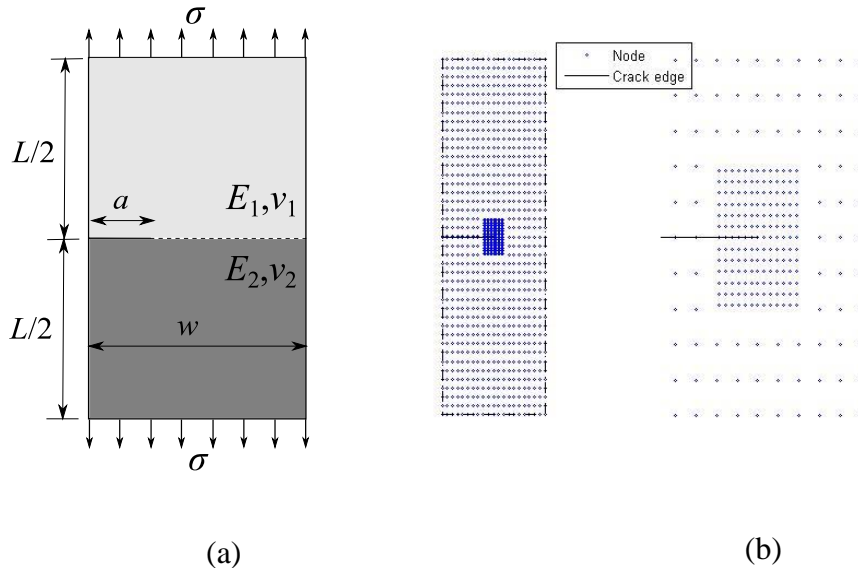 σ
L/2
a
E1,ν1
E2,ν2
L/2
w
σ
(a)
Node
Crack edge
(b)